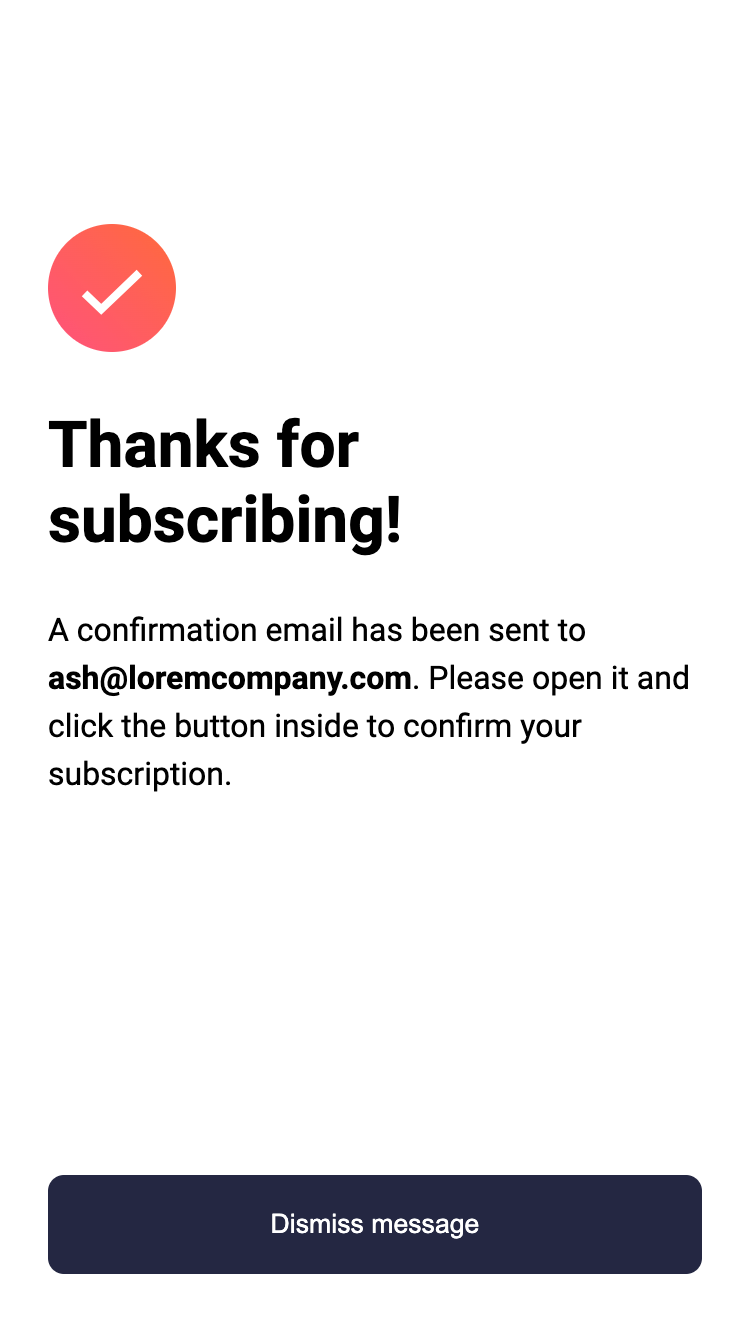 Thanks for
subscribing!
A confirmation email has been sent to
ash@loremcompany.com. Please open it and
click the button inside to confirm your
subscription.
Dismiss message